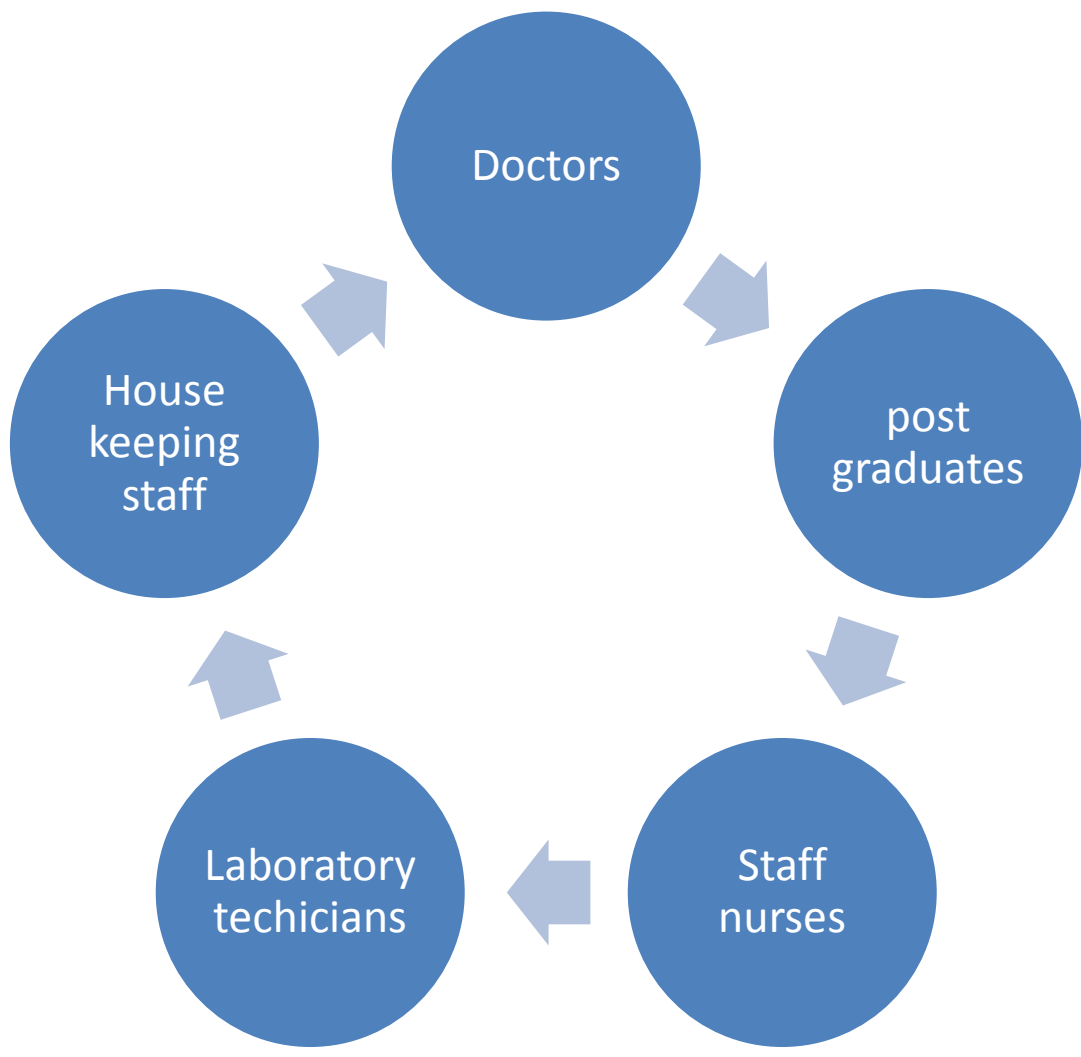 Doctors
post
graduates
Staff
nurses
Laboratory
techicians
House
keeping
staff